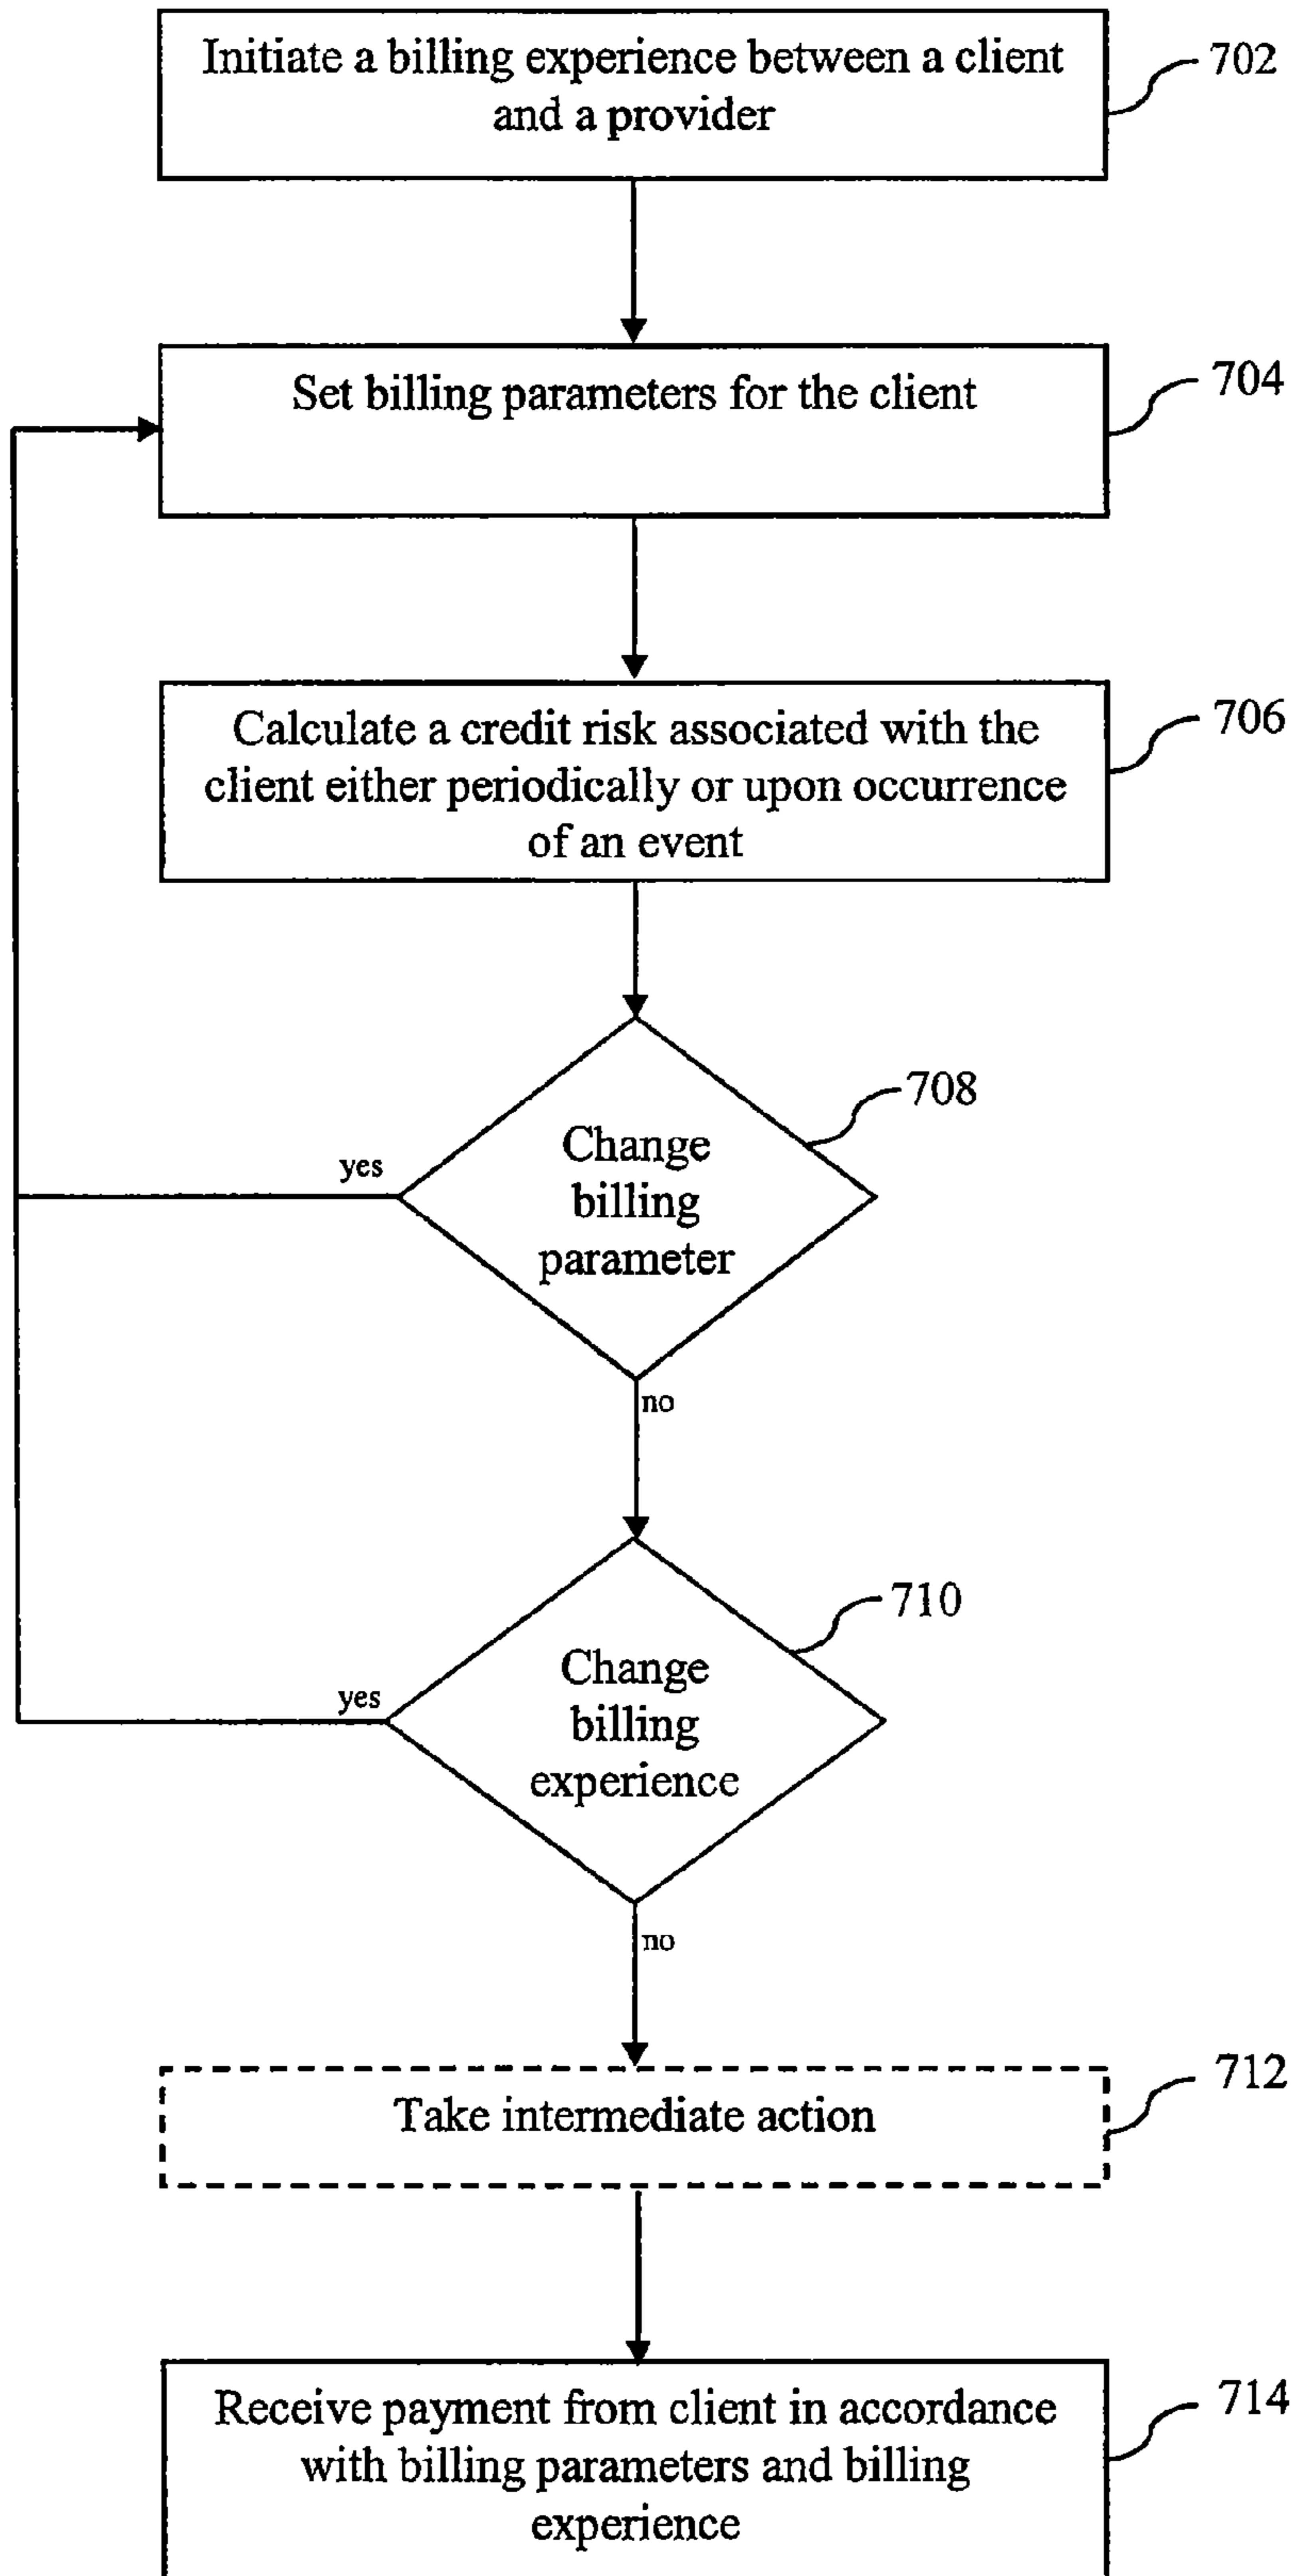 Initiate a billing experience between a client
and a provider
702
Set billing parameters for the client
704
Calculate a credit risk associated with the
client either periodically or upon occurrence
of an event
706
708
Change
billing
parameter
yes
no
710
Change
billing
experience
yes
no
Take intermediate action
712
Receive payment from client in accordance
with billing parameters and billing
experience
714